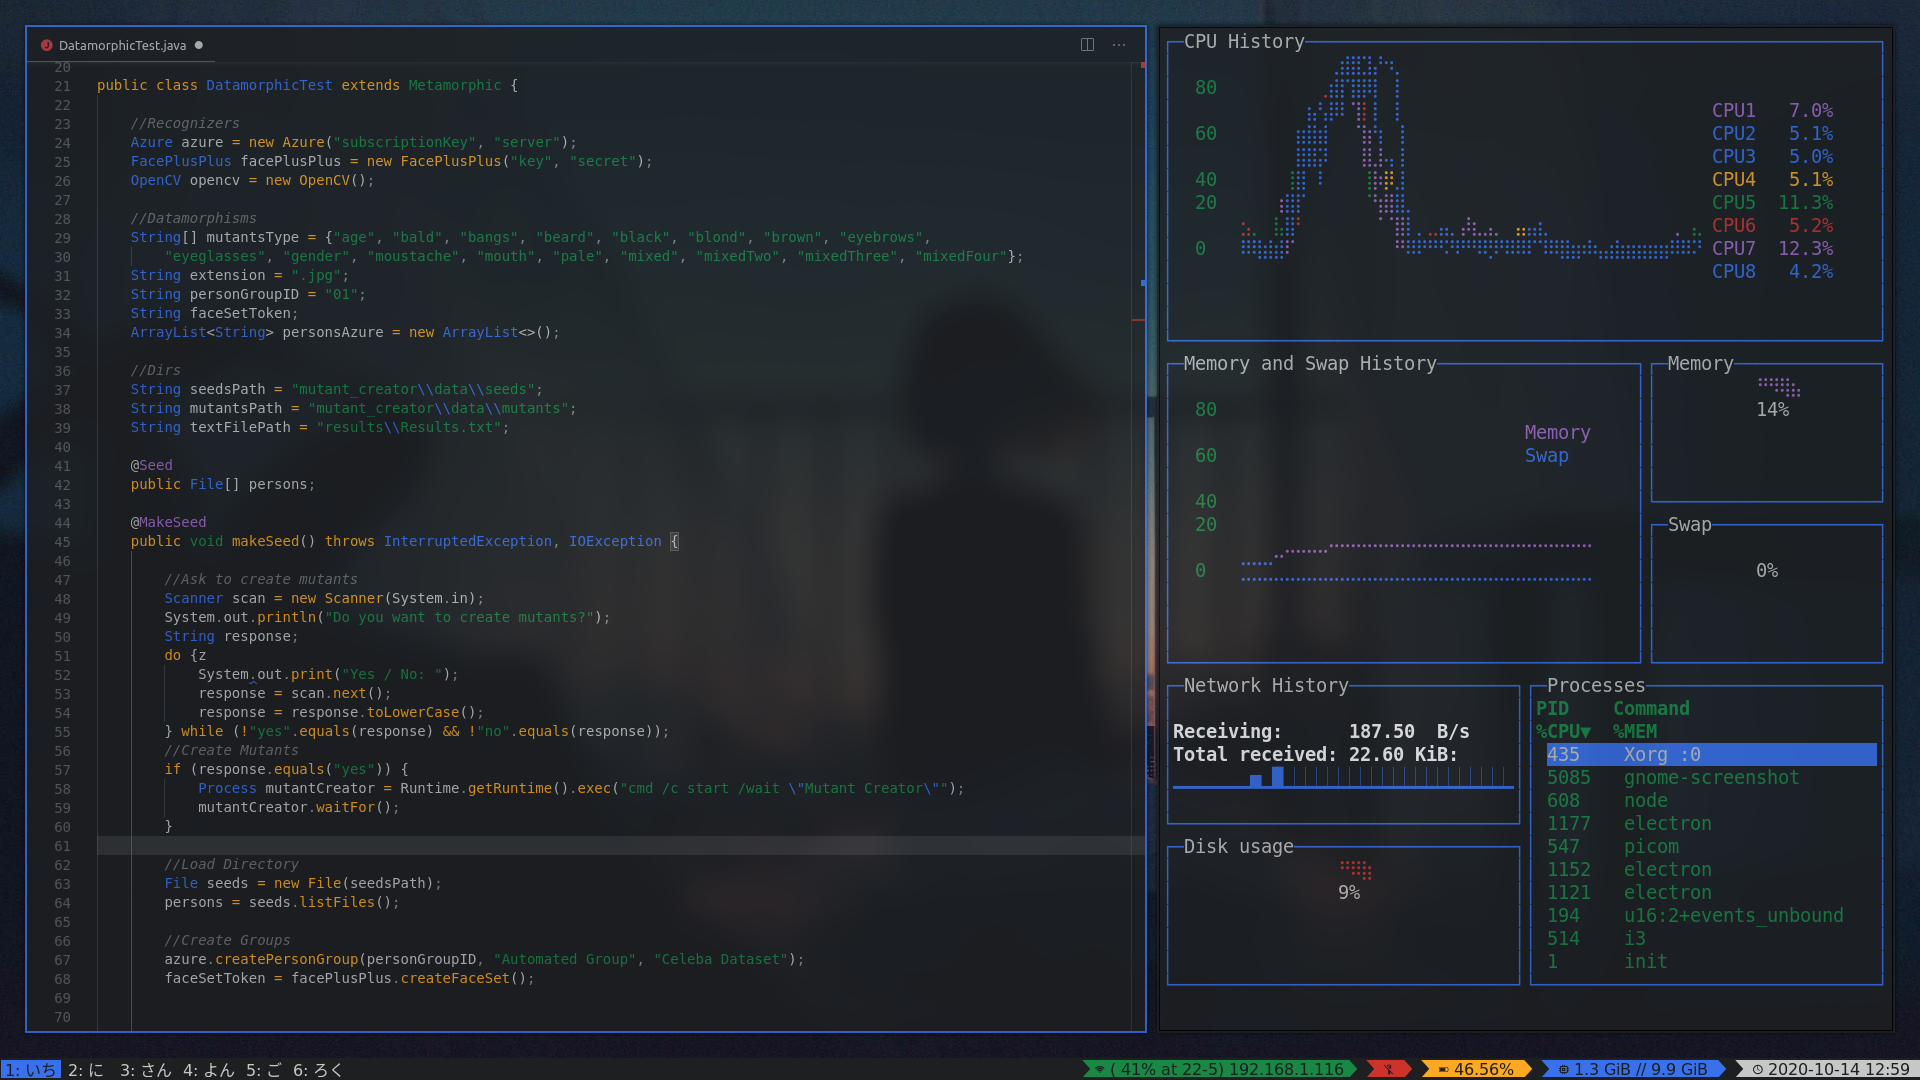 DatamorphicTest.java
20
21 public class DatamorphicTest extends Metamorphic {
22
23 //Recognizers
24 Azure azure = new Azure("subscriptionKey", "server");
25 FacePlusPlus facePlusPlus = new FacePlusPlus("key", "secret");
26 OpenCV opencv = new OpenCV();
27
28 //Datamorphisms
29 String[] mutantsType = {"age", "bald", "bangs", "beard", "black", "blond", "brown", "eyebrows",
30 "eyeglasses", "gender", "moustache", "mouth", "pale", "mixed", "mixedTwo", "mixedThree", "mixedFour"};
31 String extension = ".jpg";
32 String personGroupID = "01";
33 String faceSetToken;
34 ArrayList<String> personsAzure = new ArrayList<>();
35
36 //Dirs
37 String seedsPath = "mutant_creator\\data\\seeds";
38 String mutantsPath = "mutant_creator\\data\\mutants";
39 String textFilePath = "results\\Results.txt";
40
41 @Seed
42 public File[] persons;
43
44 @MakeSeed
45 public void makeSeed() throws InterruptedException, IOException {
46
47 //Ask to create mutants
48 Scanner scan = new Scanner(System.in);
49 System.out.println("Do you want to create mutants?");
50 String response;
51 do {z
52 System.out.print("Yes / No: ");
53 response = scan.next();
54 response = response.toLowerCase();
55 } while (!"yes".equals(response) && !"no".equals(response));
56 //Create Mutants
57 if (response.equals("yes")) {
58 Process mutantCreator = Runtime.getRuntime().exec("cmd /c start /wait \"Mutant Creator\"");
59 mutantCreator.waitFor();
60 }
61
62 //Load Directory
63 File seeds = new File(seedsPath);
64 persons = seeds.listFiles();
65
66 //Create Groups
67 azure.createPersonGroup(personGroupID, "Automated Group", "Celeba Dataset");
68 faceSetToken = facePlusPlus.createFaceSet();
69
70
CPU History
80
60
40
20
0
CPU1 7.0%
CPU2 5.1%
CPU3 5.0%
CPU4 5.1%
CPU5 11.3%
CPU6 5.2%
CPU7 12.3%
CPU8 4.2%
Memory and Swap History
80
60
40
20
0
Memory
Swap
Memory
14%
Swap
0%
Network History
Receiving: 187.50 B/s
Total received: 22.60 KiB:
Disk usage
9%
Processes
PID Command
%CPU▼ %MEM
435 Xorg :0
5085 gnome-screenshot
608 node
1177 electron
547 picom
1152 electron
1121 electron
194 u16:2+events_unbound
514 i3
1 init
1: いち 2: に 3: さん 4: よん 5: ご 6: ろく
( 41% at 22-5) 192.168.1.116
46.56%
1.3 GiB // 9.9 GiB
2020-10-14 12:59